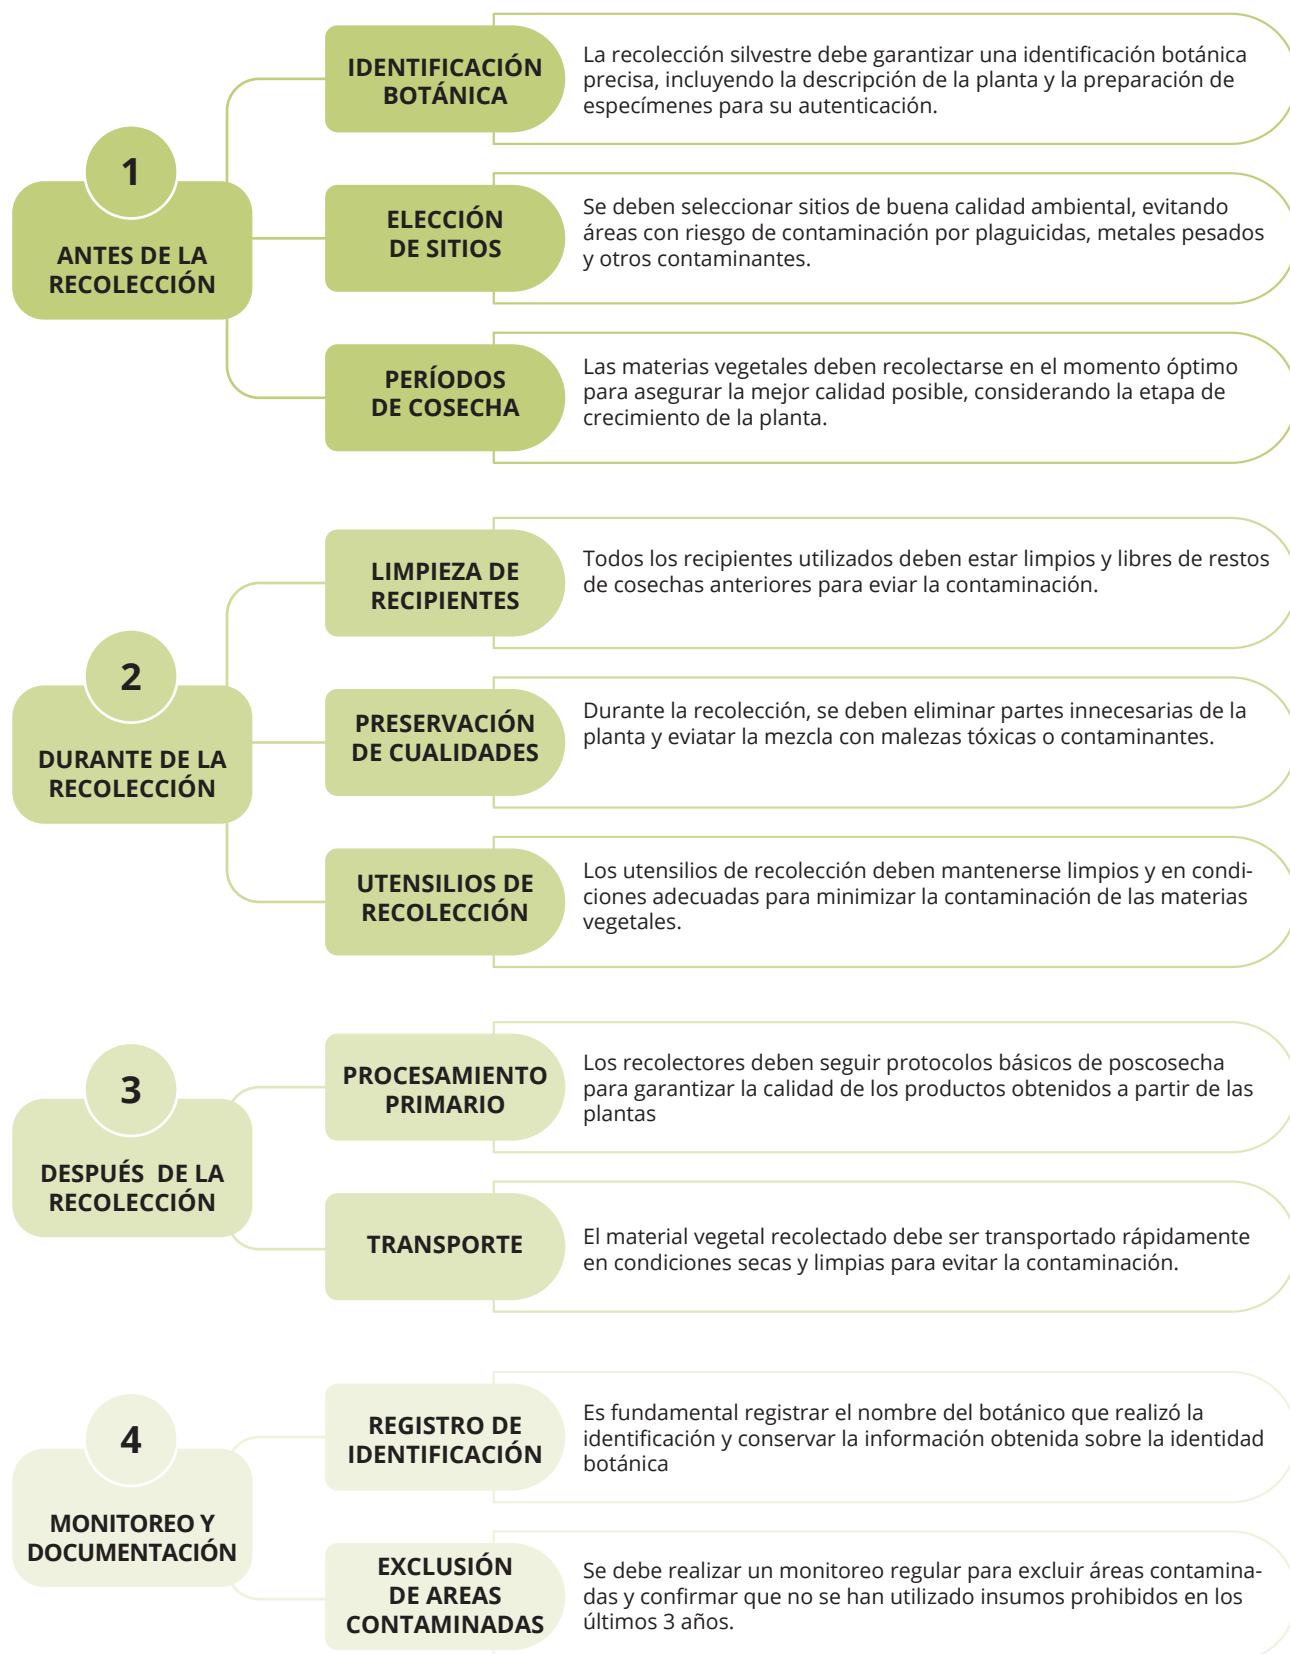 1
ANTES DE LA
RECOLECCIÓN
IDENTIFICACIÓN
BOTÁNICA
La recolección silvestre debe garantizar una identificación botánica
precisa, incluyendo la descripción de la planta y la preparación de
especímenes para su autenticación.
ELECCIÓN
DE SITIOS
Se deben seleccionar sitios de buena calidad ambiental, evitando
áreas con riesgo de contaminación por plaguicidas, metales pesados
y otros contaminantes.
PERÍODOS
DE COSECHA
Las materias vegetales deben recolectarse en el momento óptimo
para asegurar la mejor calidad posible, considerando la etapa de
crecimiento de la planta.
2
DURANTE DE LA
RECOLECCIÓN
LIMPIEZA DE
RECIPIENTES
Todos los recipientes utilizados deben estar limpios y libres de restos
de cosechas anteriores para eviar la contaminación.
PRESERVACIÓN
DE CUALIDADES
Durante la recolección, se deben eliminar partes innecesarias de la
planta y eviatar la mezcla con malezas tóxicas o contaminantes.
UTENSILIOS DE
RECOLECCIÓN
Los utensilios de recolección deben mantenerse limpios y en condi-
ciones adecuadas para minimizar la contaminación de las materias
vegetales.
3
DESPUÉS DE LA
RECOLECCIÓN
PROCESAMIENTO
PRIMARIO
Los recolectores deben seguir protocolos básicos de poscosecha
para garantizar la calidad de los productos obtenidos a partir de las
plantas
TRANSPORTE
El material vegetal recolectado debe ser transportado rápidamente
en condiciones secas y limpias para evitar la contaminación.
4
MONITOREO Y
DOCUMENTACIÓN
REGISTRO DE
IDENTIFICACIÓN
Es fundamental registrar el nombre del botánico que realizó la
identificación y conservar la información obtenida sobre la identidad
botánica
EXCLUSIÓN
DE AREAS
CONTAMINADAS
Se debe realizar un monitoreo regular para excluir áreas contamina-
das y confirmar que no se han utilizado insumos prohibidos en los
últimos 3 años.